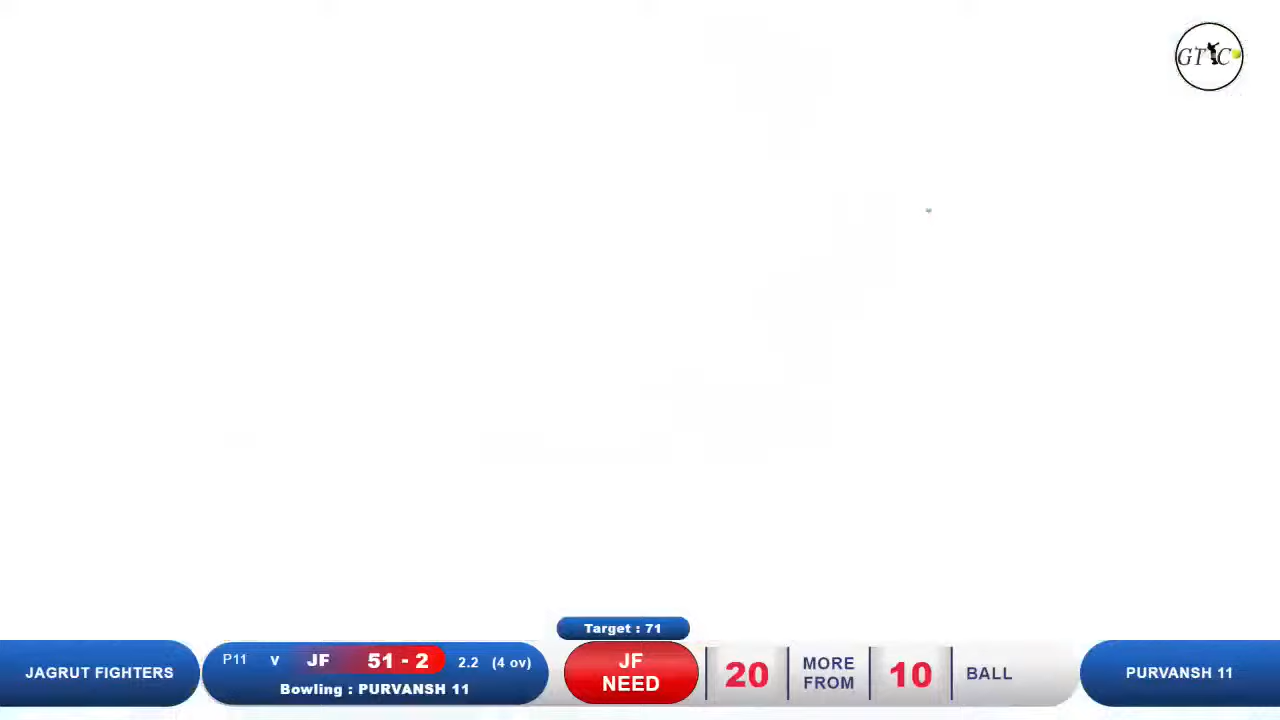 GTC
Target : 71
JAGRUT FIGHTERS
P11 v JF 51 - 2 2.2 (4 ov)
Bowling : PURVANSH 11
JF NEED
20
MORE FROM
10
BALL
PURVANSH 11